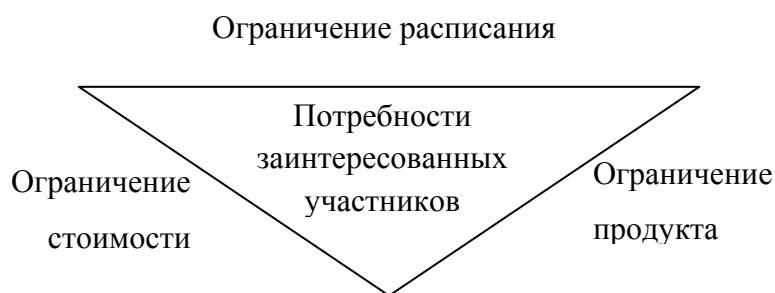 Ограничение расписания
Потребности
заинтересованных
участников
Ограничение
стоимости
Ограничение
продукта